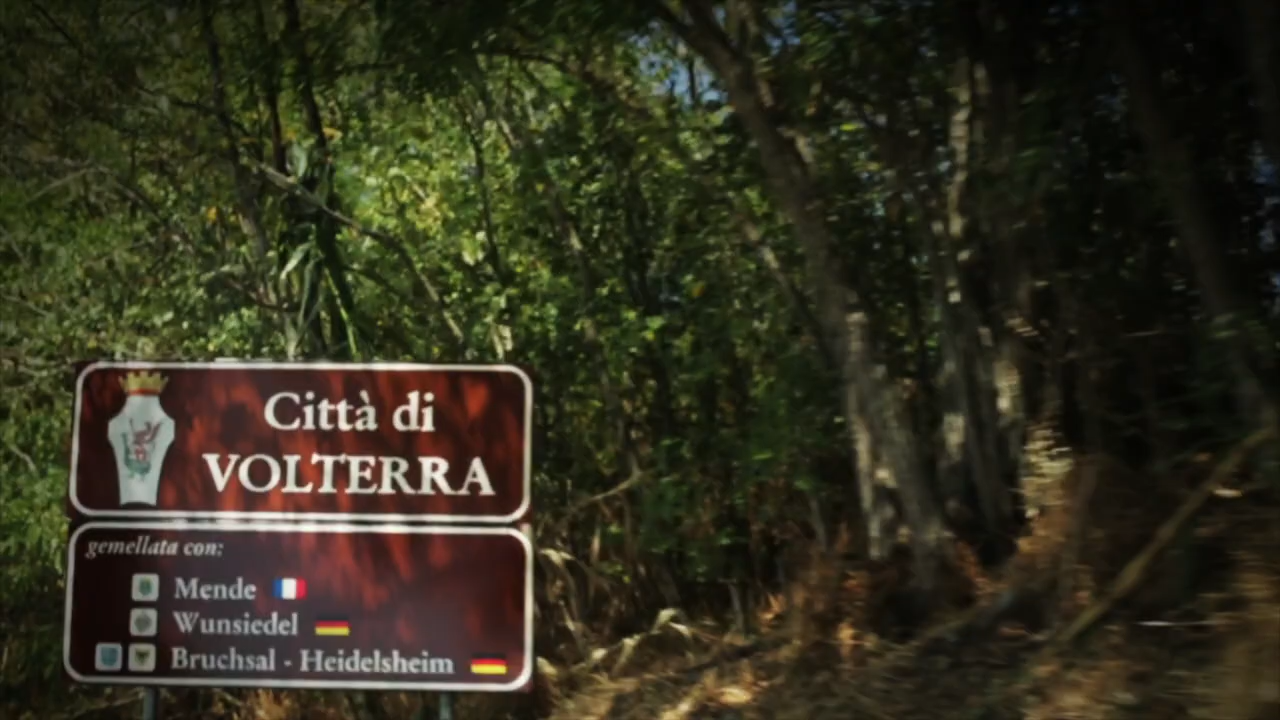 Città di
VOLTERRA
gemellata con:
Mende
Wunsiedel
Bruchsal - Heidelsheim